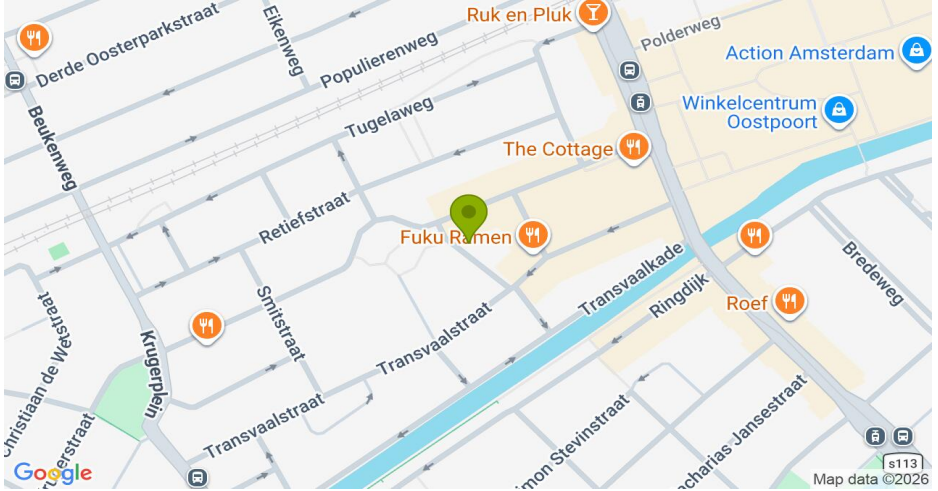 Ruk en Pluk
Eikenweg
Derde Oosterparkstraat
Populierenweg
Polderweg
Action Amsterdam
Winkelcentrum
Oostpoort
Tugelaweg
Beukenweg
The Cottage
Retiefstraat
Fuku Ramen
Transvaalkade
Ringdijk
Bredeweg
Roef
Smitstraat
Transvaalstraat
Krugerplein
Christiaan de Wetstraat
Transvaalstraat
Simon Stevinstraat
Zacharias-Jansestraat
s113
Google
Map data ©2026